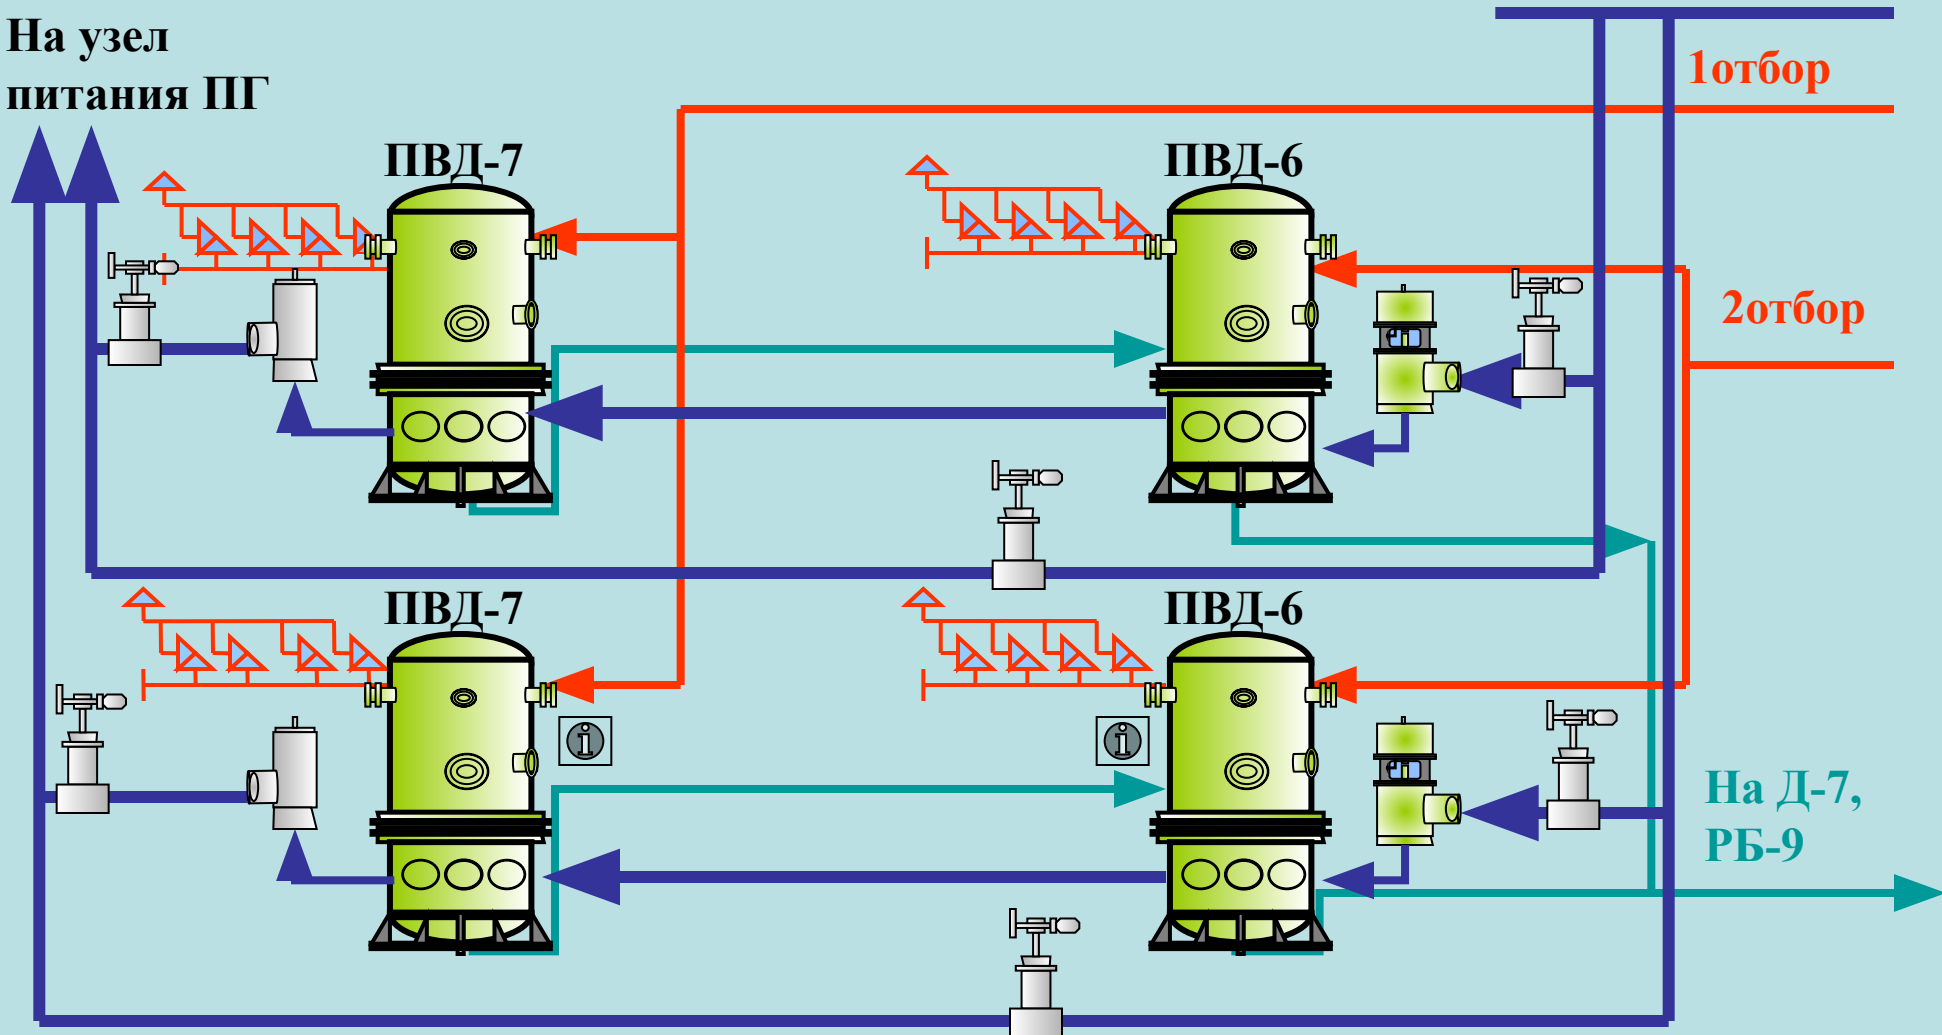 На узел
питания ПГ
1отбор
ПВД-7
ПВД-6
2отбор
ПВД-7
ПВД-6
На Д-7,
РБ-9